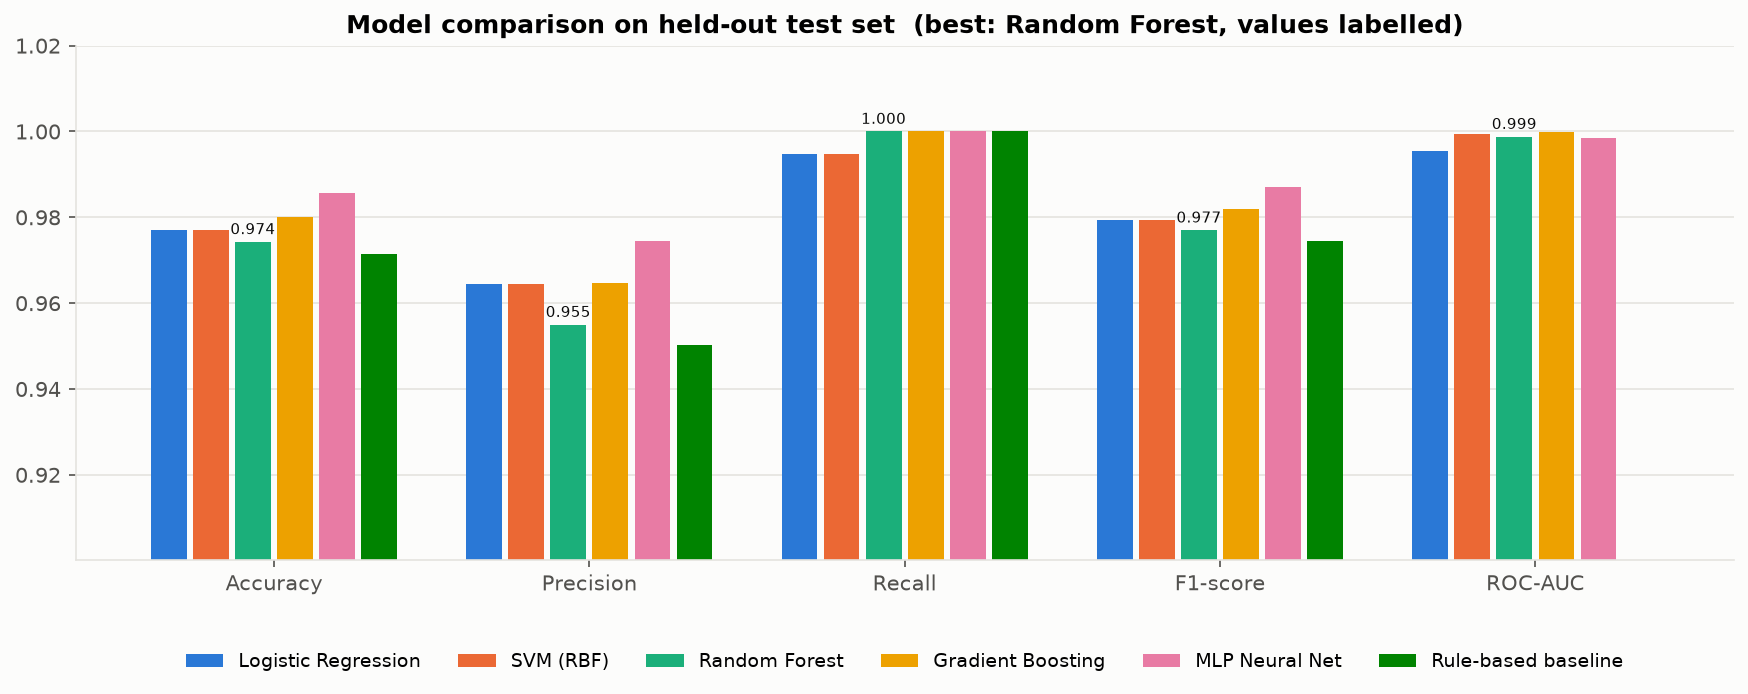 Model comparison on held-out test set (best: Random Forest, values labelled)
1.02
1.00
0.98
0.96
0.94
0.92
0.974
0.955
1.000
0.977
0.999
Accuracy
Precision
Recall
F1-score
ROC-AUC
Logistic Regression
SVM (RBF)
Random Forest
Gradient Boosting
MLP Neural Net
Rule-based baseline